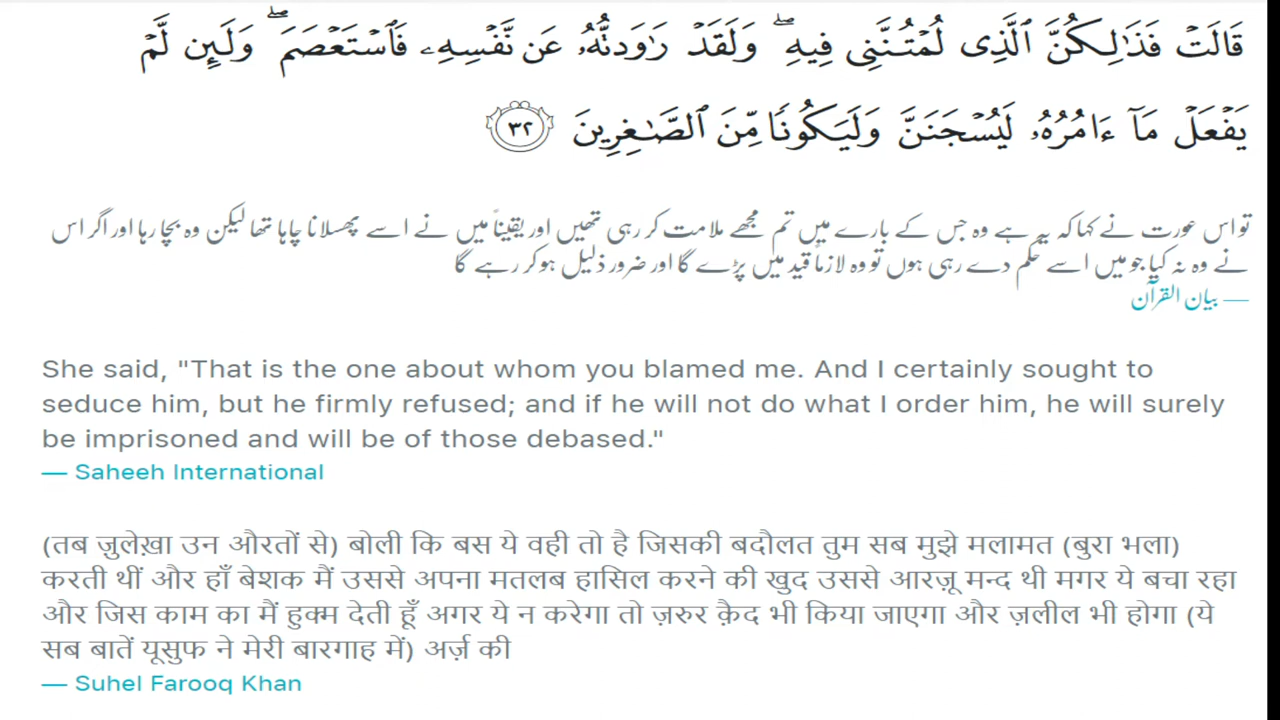 قَالَتۡ فَذَٰلِكُنَّ ٱلَّذِى لُمۡتُنَّنِى فِيهِۖ وَلَقَدۡ رَٰوَدتُّهُۥ عَن نَّفۡسِهِۦ فَٱسۡتَعۡصَمَۖ وَلَئِن لَّمۡ
يَفۡعَلۡ مَآ ءَامُرُهُۥ لَيُسۡجَنَنَّ وَلَيَكُونٗا مِّنَ ٱلصَّٰغِرِينَ ٣٢
تو اس عورت نے کہا کہ یہ ہے وہ جس کے بارے میں تم مجھے ملامت کر رہی تھیں اور یقیناً میں نے اسے پھسلانا چاہا تھا لیکن وہ بچا رہا اور اگر اس
نے وہ نہ کیا جو میں اسے حکم دے رہی ہوں تو وہ لازماً قید میں پڑے گا اور ضرور ذلیل ہو کر رہے گا
— بیان القرآن
She said, "That is the one about whom you blamed me. And I certainly sought to
seduce him, but he firmly refused; and if he will not do what I order him, he will surely
be imprisoned and will be of those debased."
— Saheeh International
(तब ज़ुलेख़ा उन औरतों से) बोली कि बस ये वही तो है जिसकी बदौलत तुम सब मुझे मलामत (बुरा भला)
करती थीं और हाँ बेशक मैं उससे अपना मतलब हासिल करने की खुद उससे आरज़ू मन्द थी मगर ये बचा रहा
और जिस काम का मैं हुक्म देती हूँ अगर ये न करेगा तो ज़रुर क़ैद भी किया जाएगा और ज़लील भी होगा (ये
सब बातें यूसुफ ने मेरी बारगाह में) अर्ज़ की
— Suhel Farooq Khan